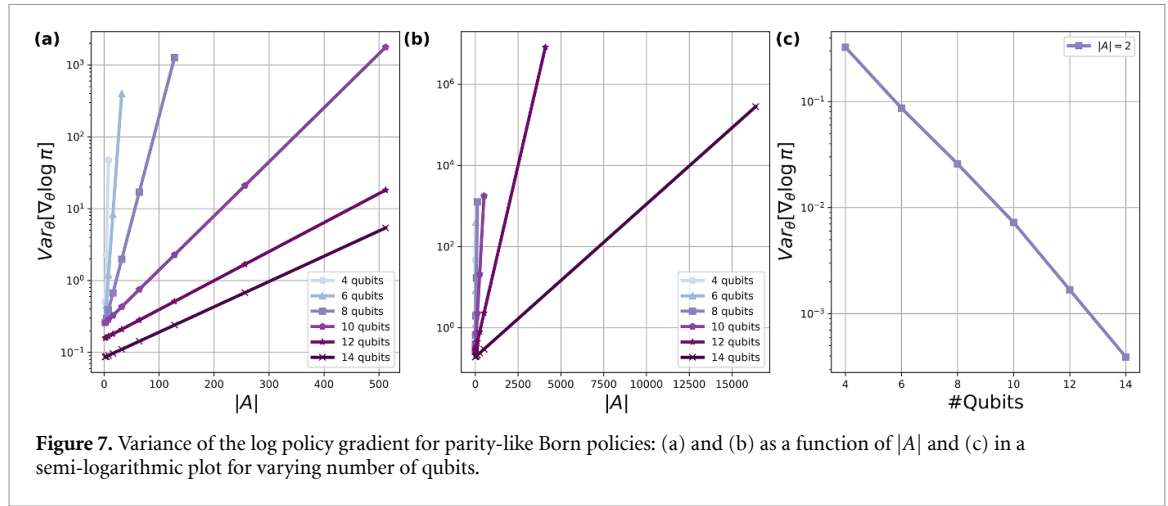 (a)
10³
10²
10¹
10⁰
10⁻¹
Var_θ[∇_θ log π]
0
100
200
300
400
500
|A|
4 qubits
6 qubits
8 qubits
10 qubits
12 qubits
14 qubits
(b)
10⁶
10⁴
10²
10⁰
0
2500
5000
7500
10000
12500
15000
|A|
4 qubits
6 qubits
8 qubits
10 qubits
12 qubits
14 qubits
(c)
10⁻¹
10⁻²
10⁻³
Var_θ[∇_θ log π]
4
6
8
10
12
14
#Qubits
|A| = 2
Figure 7. Variance of the log policy gradient for parity-like Born policies: (a) and (b) as a function of |A| and (c) in a
semi-logarithmic plot for varying number of qubits.